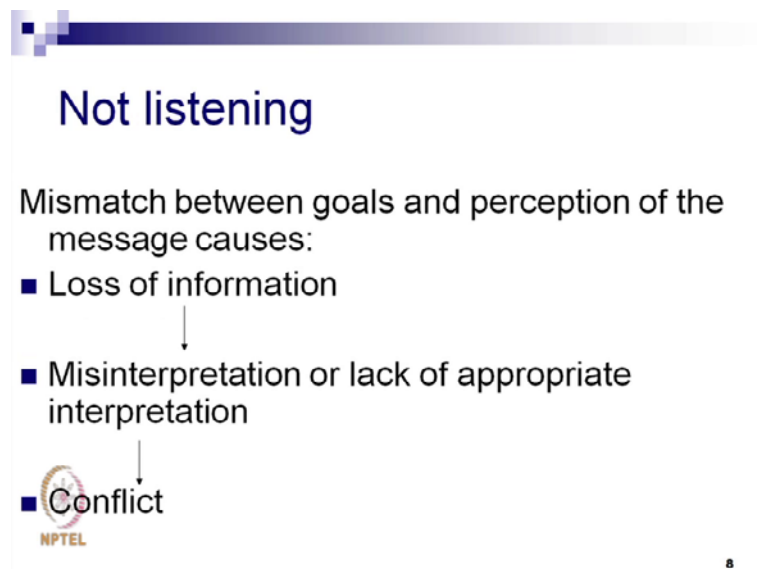 Not listening
Mismatch between goals and perception of the
message causes:
Loss of information
Misinterpretation or lack of appropriate
interpretation
Conflict
NPTEL
8